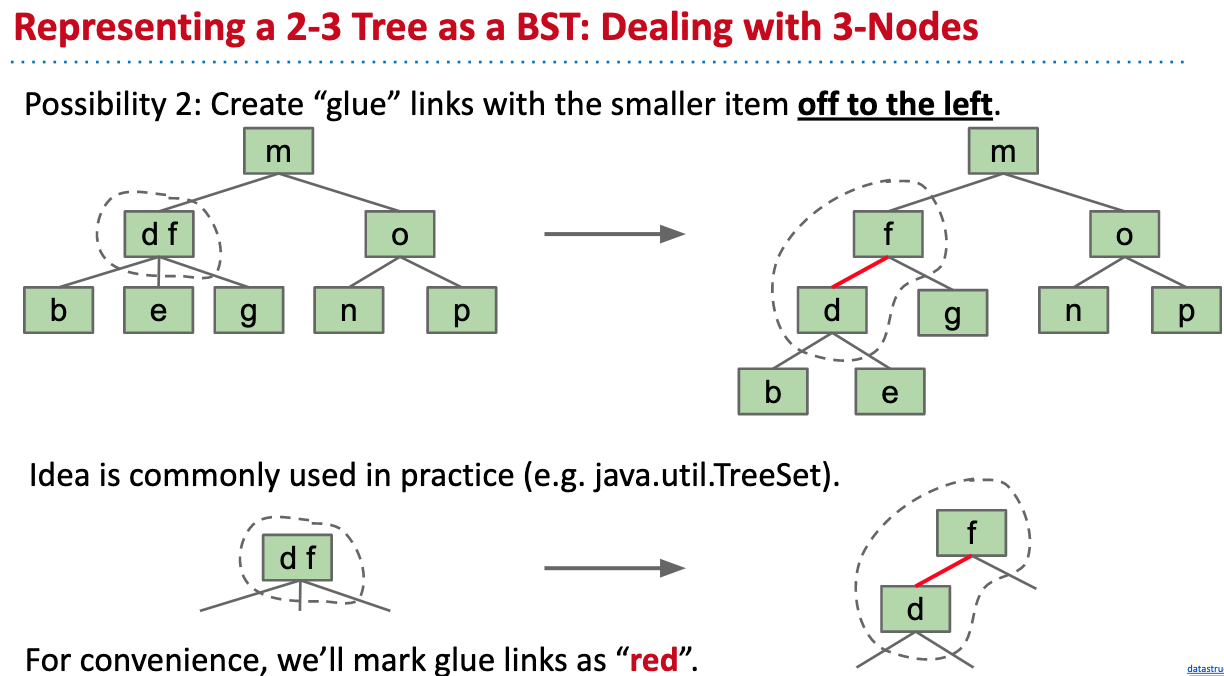 Representing a 2-3 Tree as a BST: Dealing with 3-Nodes
Possibility 2: Create “glue” links with the smaller item off to the left.
m
m
d f
o
f
o
b
e
g
n
p
d
g
n
p
b
e
Idea is commonly used in practice (e.g. java.util.TreeSet).
d f
f
d
For convenience, we’ll mark glue links as “red”.
datastru